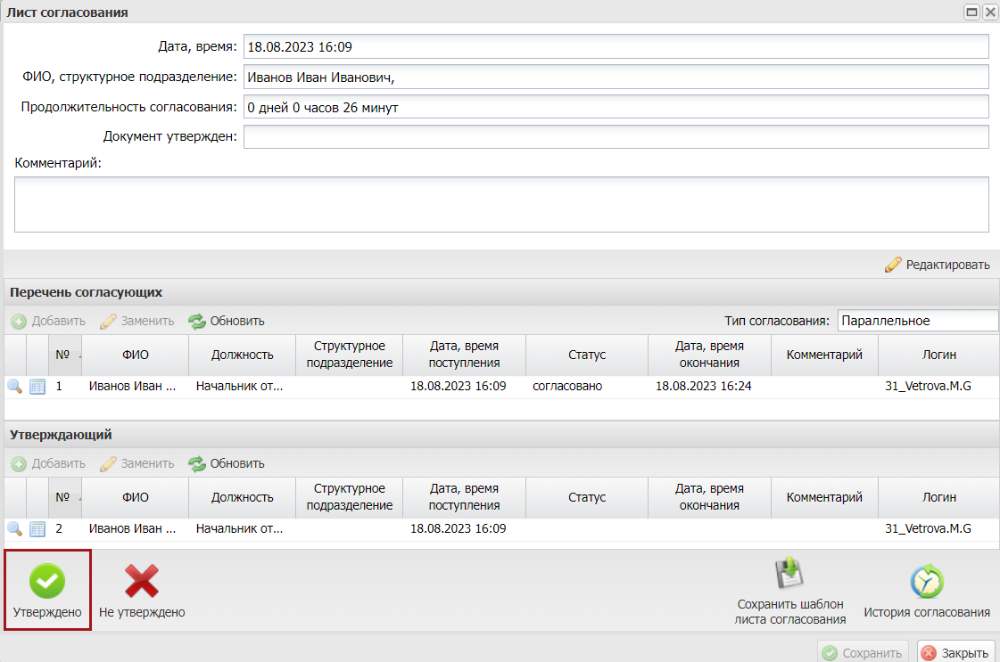 Лист согласования
Дата, время: 18.08.2023 16:09
ФИО, структурное подразделение: Иванов Иван Иванович,
Продолжительность согласования: 0 дней 0 часов 26 минут
Документ утвержден:
Комментарий:
Редактировать
Перечень согласующих
Добавить Заменить Обновить Тип согласования: Параллельное
№ ФИО Должность Структурное подразделение Дата, время поступления Статус Дата, время окончания Комментарий Логин
1 Иванов Иван ... Начальник от... 18.08.2023 16:09 согласовано 18.08.2023 16:24 31_Vetrova.M.G
Утверждающий
Добавить Заменить Обновить
№ ФИО Должность Структурное подразделение Дата, время поступления Статус Дата, время окончания Комментарий Логин
2 Иванов Иван ... Начальник от... 18.08.2023 16:09 31_Vetrova.M.G
Утверждено Не утверждено
Сохранить шаблон
листа согласования
История согласования
Сохранить Закрыть